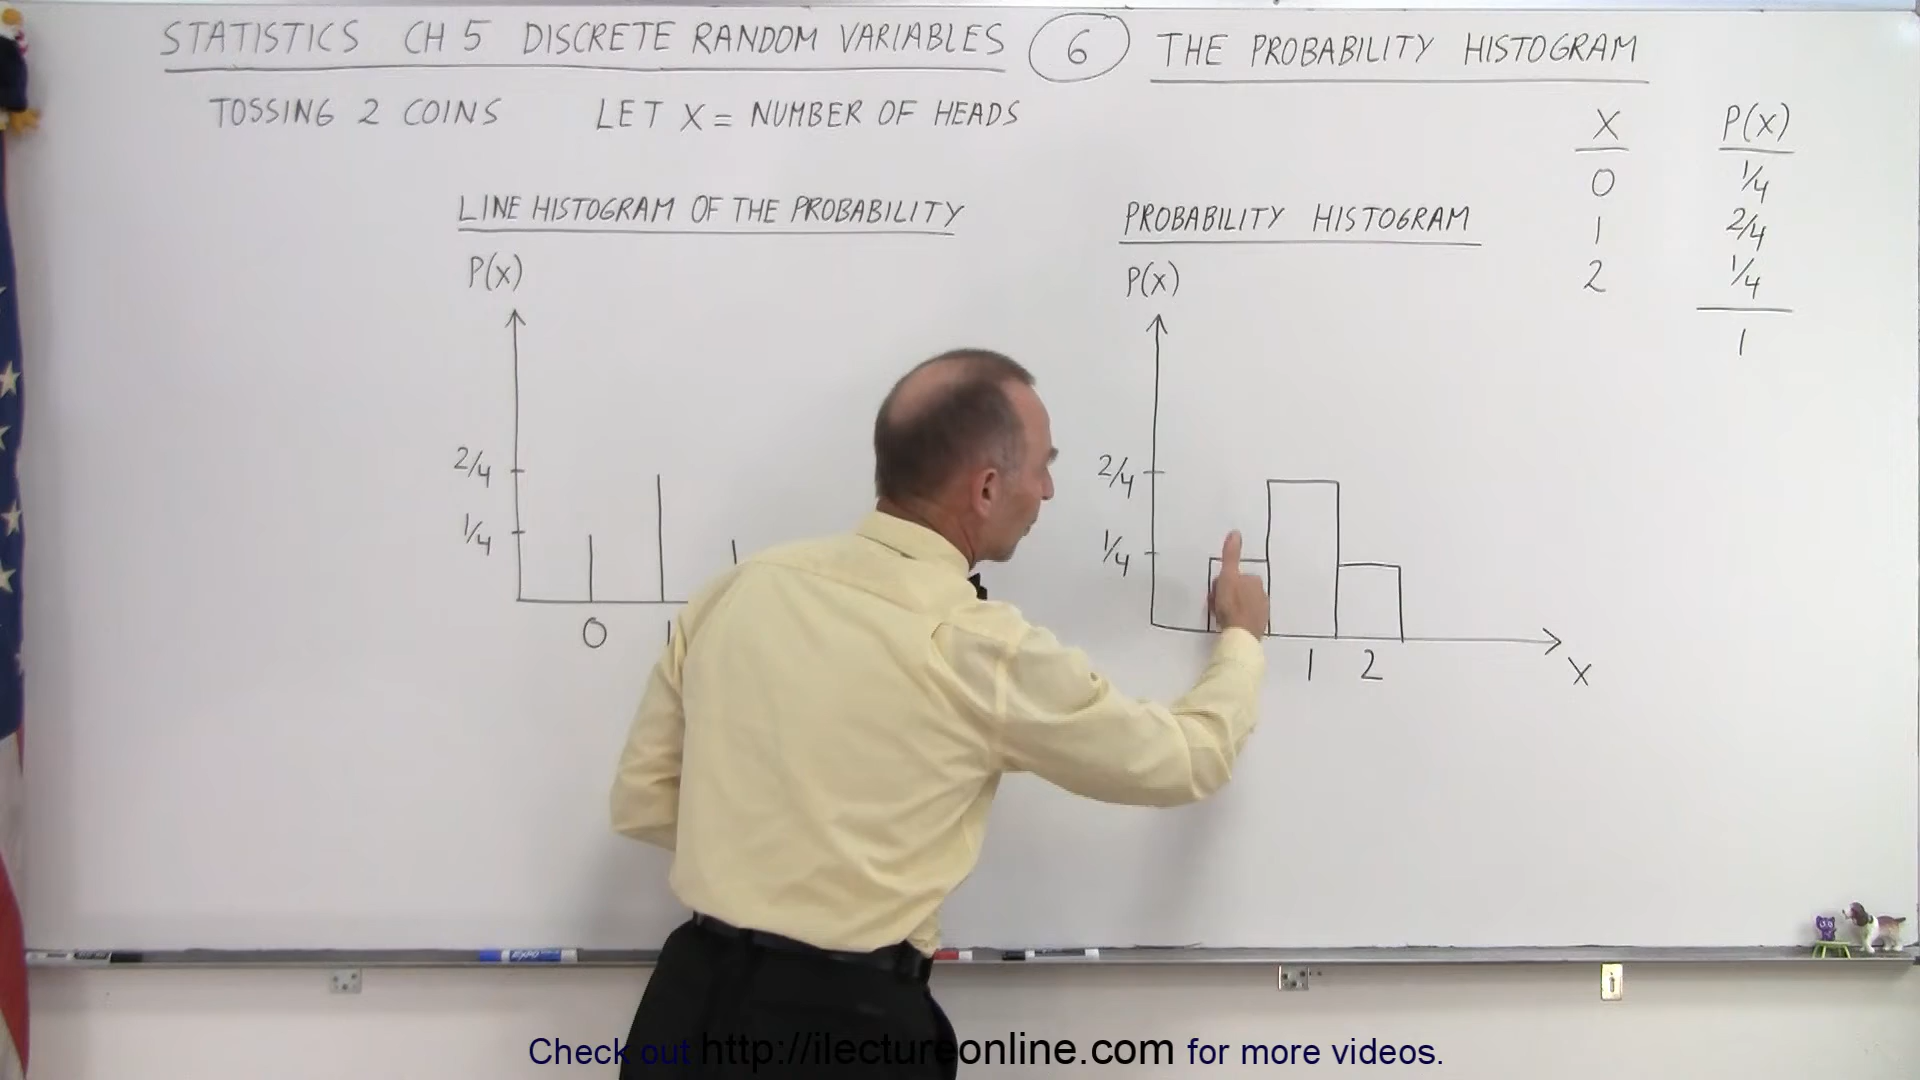 STATISTICS CH 5 DISCRETE RANDOM VARIABLES 6 THE PROBABILITY HISTOGRAM
TOSSING 2 COINS LET X = NUMBER OF HEADS
X P(X)
0 1/4
1 2/4
2 1/4
1
LINE HISTOGRAM OF THE PROBABILITY
P(X)
2/4
1/4
0 1
PROBABILITY HISTOGRAM
P(X)
2/4
1/4
1 2
X
EXPO
Check out http://ilectureonline.com for more videos.